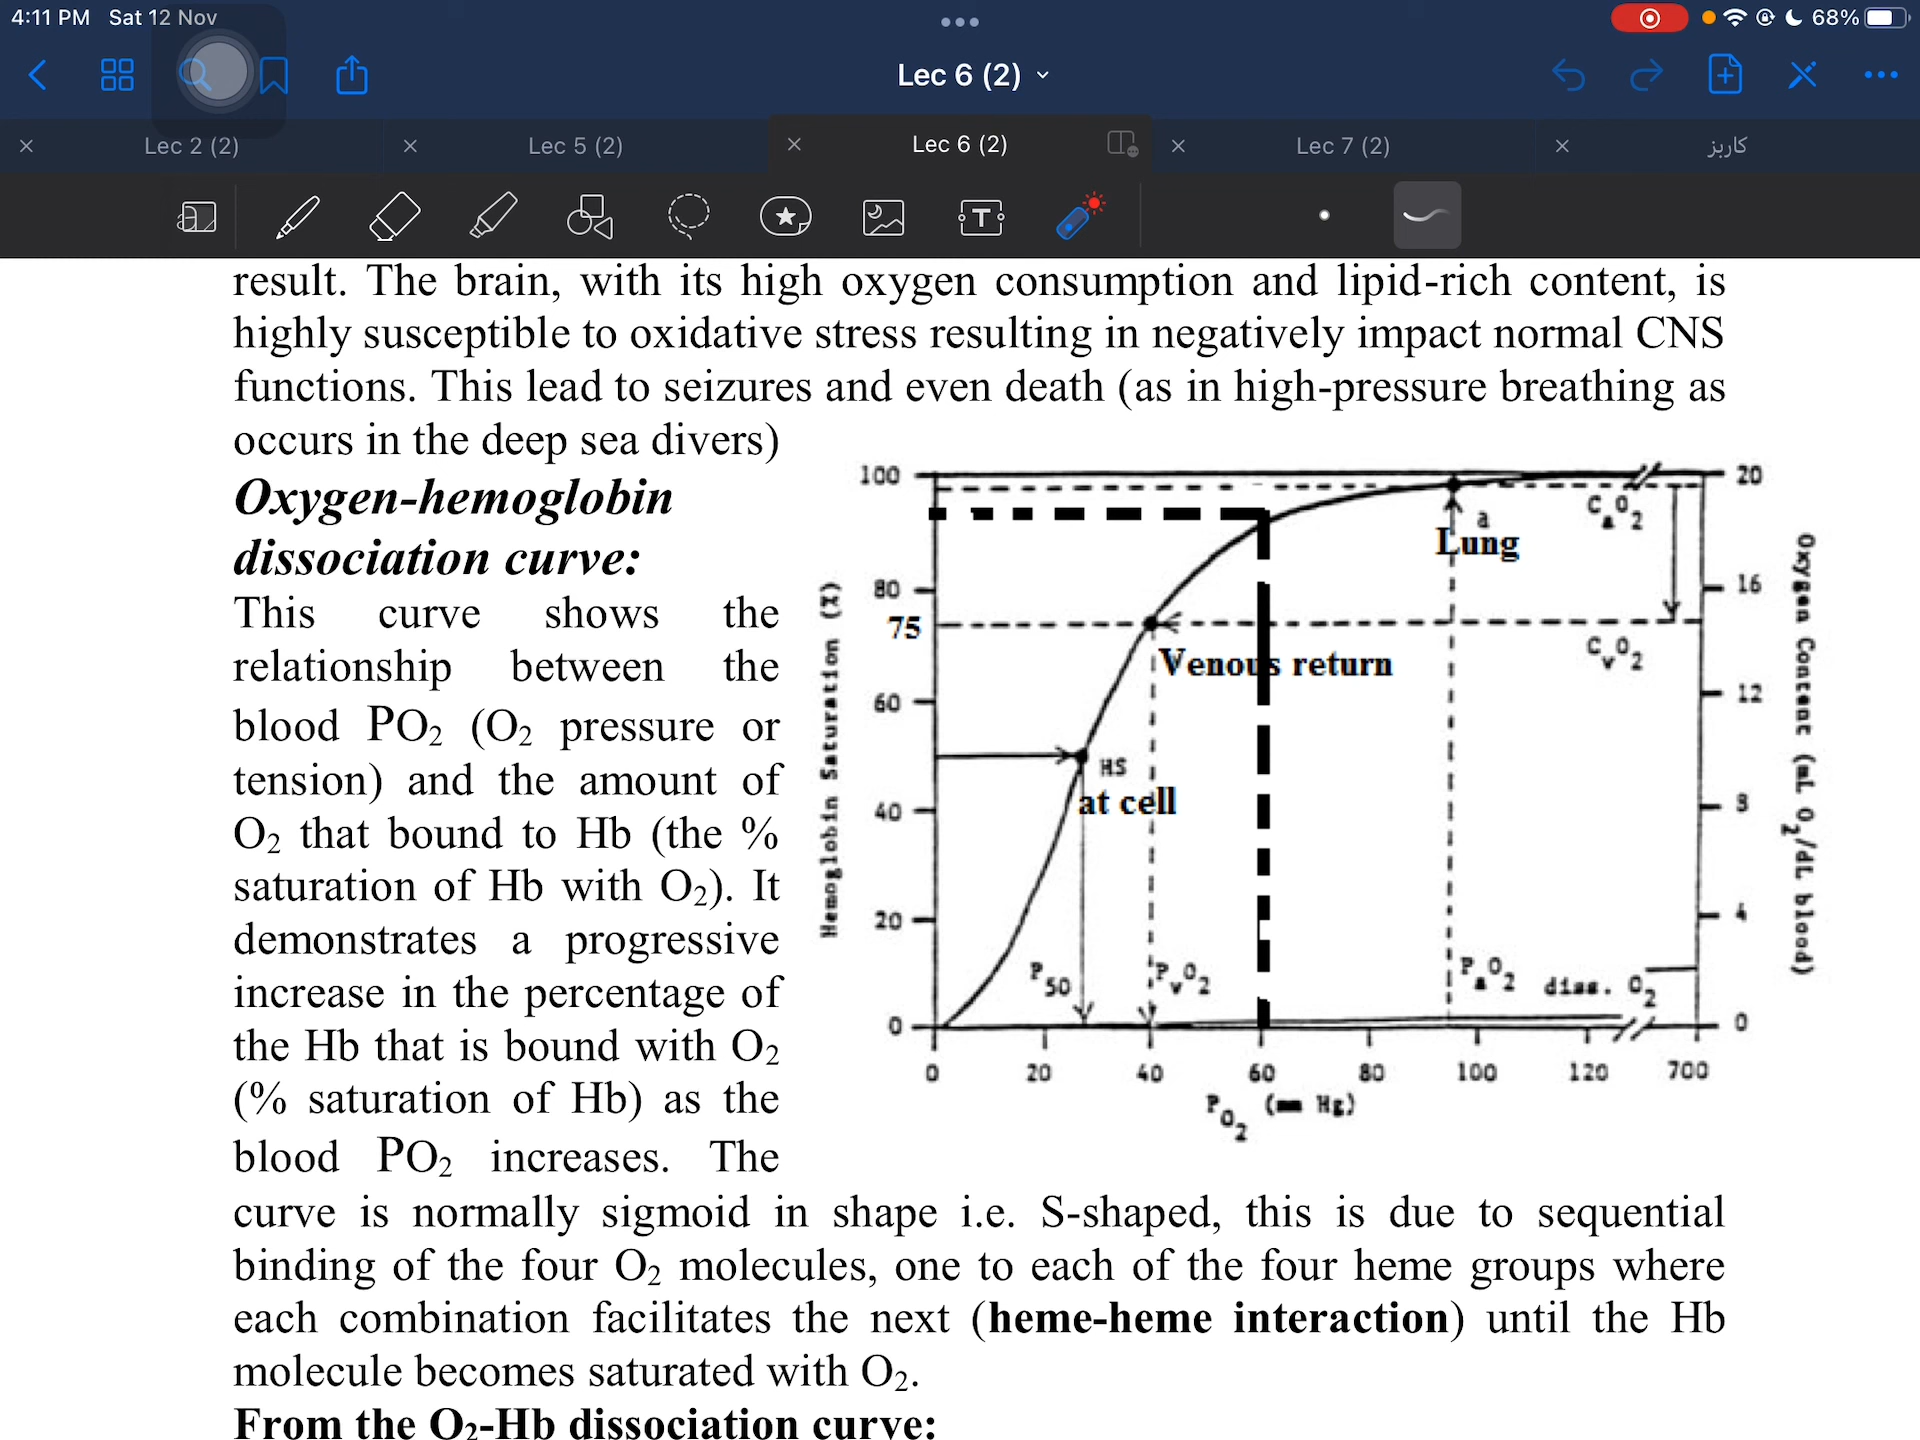 4:11 PM Sat 12 Nov
68%
Lec 6 (2)
Lec 2 (2)
Lec 5 (2)
Lec 6 (2)
Lec 7 (2)
كاربز
result. The brain, with its high oxygen consumption and lipid-rich content, is
highly susceptible to oxidative stress resulting in negatively impact normal CNS
functions. This lead to seizures and even death (as in high-pressure breathing as
occurs in the deep sea divers)
Oxygen-hemoglobin
dissociation curve:
This curve shows the
relationship between the
blood PO₂ (O₂ pressure or
tension) and the amount of
O₂ that bound to Hb (the %
saturation of Hb with O₂). It
demonstrates a progressive
increase in the percentage of
the Hb that is bound with O₂
(% saturation of Hb) as the
blood PO₂ increases. The
Hemoglobin Saturation (%)
100
80
75
60
40
20
0
20
16
12
8
4
0
Oxygen Content (mL O₂/dL blood)
a
Lung
CaO₂
CvO₂
Venous return
HS
at cell
P50
PvO₂
PaO₂
diss. O₂
0 20 40 60 80 100 120 700
PO₂ (mm Hg)
curve is normally sigmoid in shape i.e. S-shaped, this is due to sequential
binding of the four O₂ molecules, one to each of the four heme groups where
each combination facilitates the next (heme-heme interaction) until the Hb
molecule becomes saturated with O₂.
From the O₂-Hb dissociation curve: